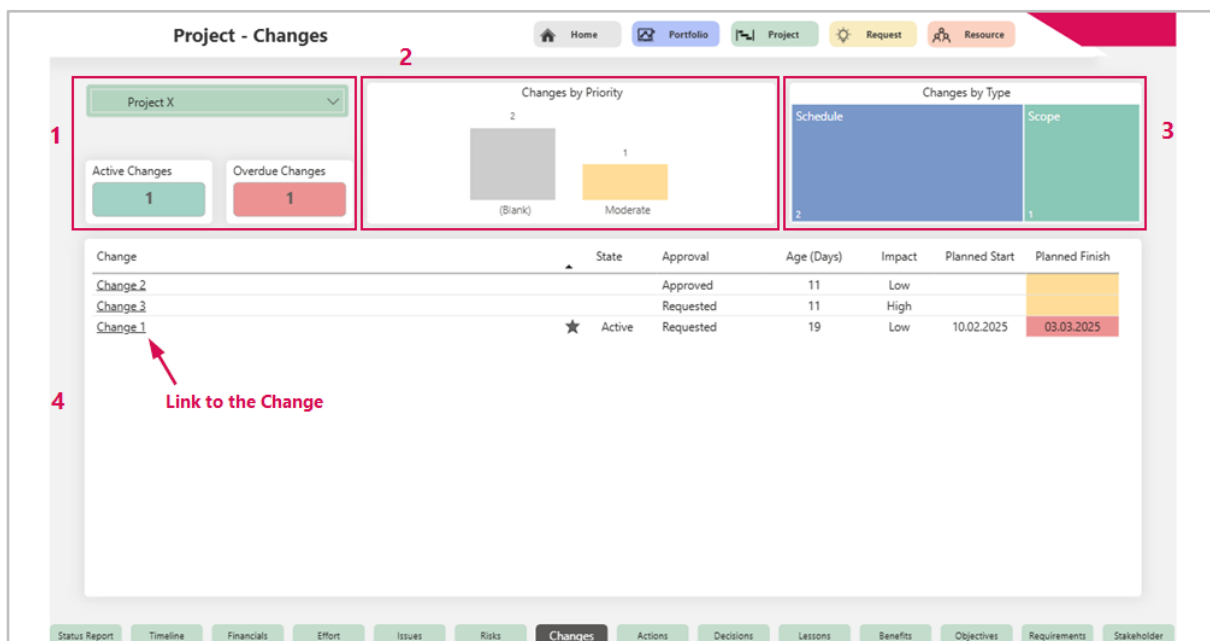 Project - Changes
Home Portfolio Project Request Resource
2
1
Project X
Active Changes Overdue Changes
1 1
Changes by Priority
2
1
(Blank) Moderate
Changes by Type
Schedule Scope
2 1
3
Change State Approval Age (Days) Impact Planned Start Planned Finish
Change 2 Approved 11 Low
Change 3 Requested 11 High
Change 1 Active Requested 19 Low 10.02.2025 03.03.2025
4
Link to the Change
Status Report Timeline Financials Effort Issues Risks Changes Actions Decisions Lessons Benefits Objectives Requirements Stakeholder